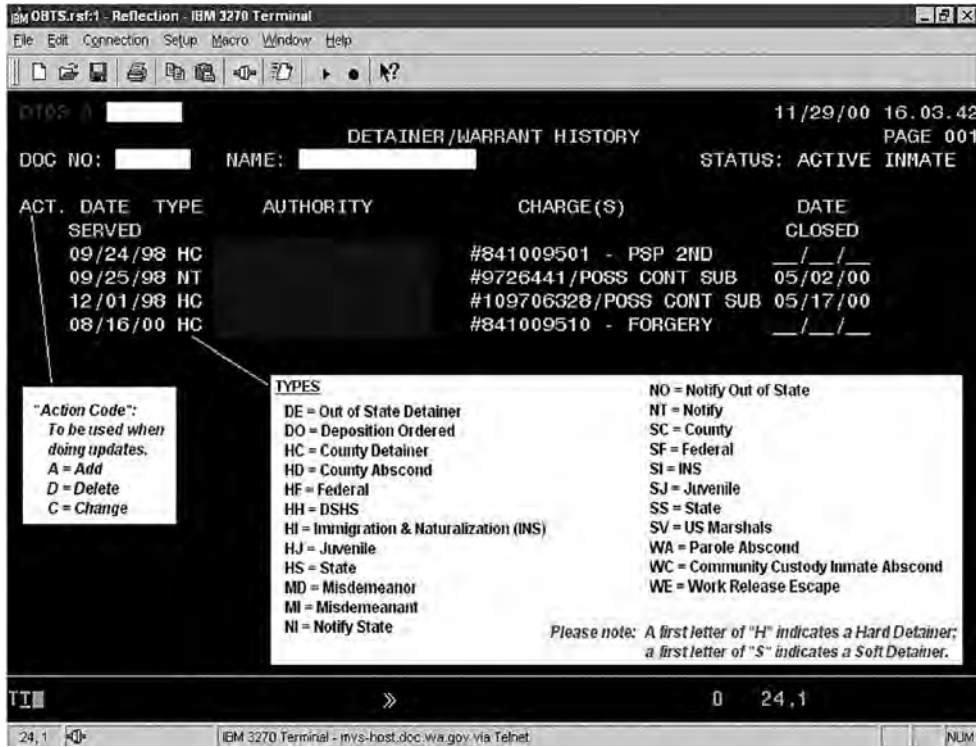 OBTS.rsf:1 - Reflection - IBM 3270 Terminal
File Edit Connection Setup Macro Window Help
11/29/00 16.03.42
DETAINER/WARRANT HISTORY PAGE 001
DOC NO: NAME: STATUS: ACTIVE INMATE
ACT. DATE TYPE AUTHORITY CHARGE(S) DATE
SERVED CLOSED
09/24/98 HC #841009501 - PSP 2ND __/__/__
09/25/98 NT #9726441/POSS CONT SUB 05/02/00
12/01/98 HC #109706328/POSS CONT SUB 05/17/00
08/16/00 HC #841009510 - FORGERY __/__/__
"Action Code":
To be used when
doing updates.
A = Add
D = Delete
C = Change
TYPES
DE = Out of State Detainer
DO = Deposition Ordered
HC = County Detainer
HD = County Abscond
HF = Federal
HH = DSHS
HI = Immigration & Naturalization (INS)
HJ = Juvenile
HS = State
MD = Misdemeanor
MI = Misdemeanant
NI = Notify State
NO = Notify Out of State
NT = Notify
SC = County
SF = Federal
SI = INS
SJ = Juvenile
SS = State
SV = US Marshals
WA = Parole Abscond
WC = Community Custody Inmate Abscond
WE = Work Release Escape
Please note: A first letter of "H" indicates a Hard Detainer;
a first letter of "S" indicates a Soft Detainer.
TT » 0 24,1
24, 1 IBM 3270 Terminal - mvs-host.doc.wa.gov via Telnet NUM